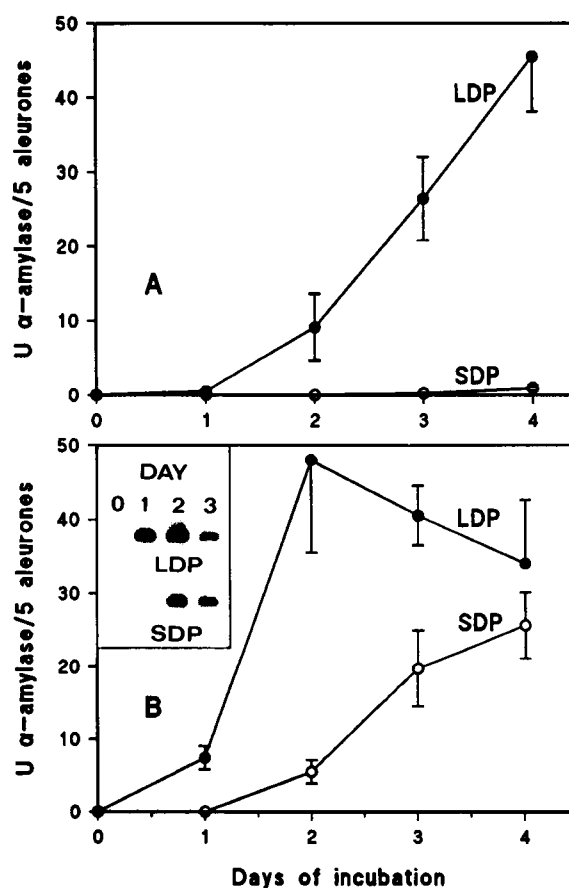 50
40
30
20
10
0
U α-amylase/5 aleurones
A
LDP
SDP
0 1 2 3 4
50
40
30
20
10
0
U α-amylase/5 aleurones
DAY
0 1 2 3
LDP
SDP
B
LDP
SDP
0 1 2 3 4
Days of incubation